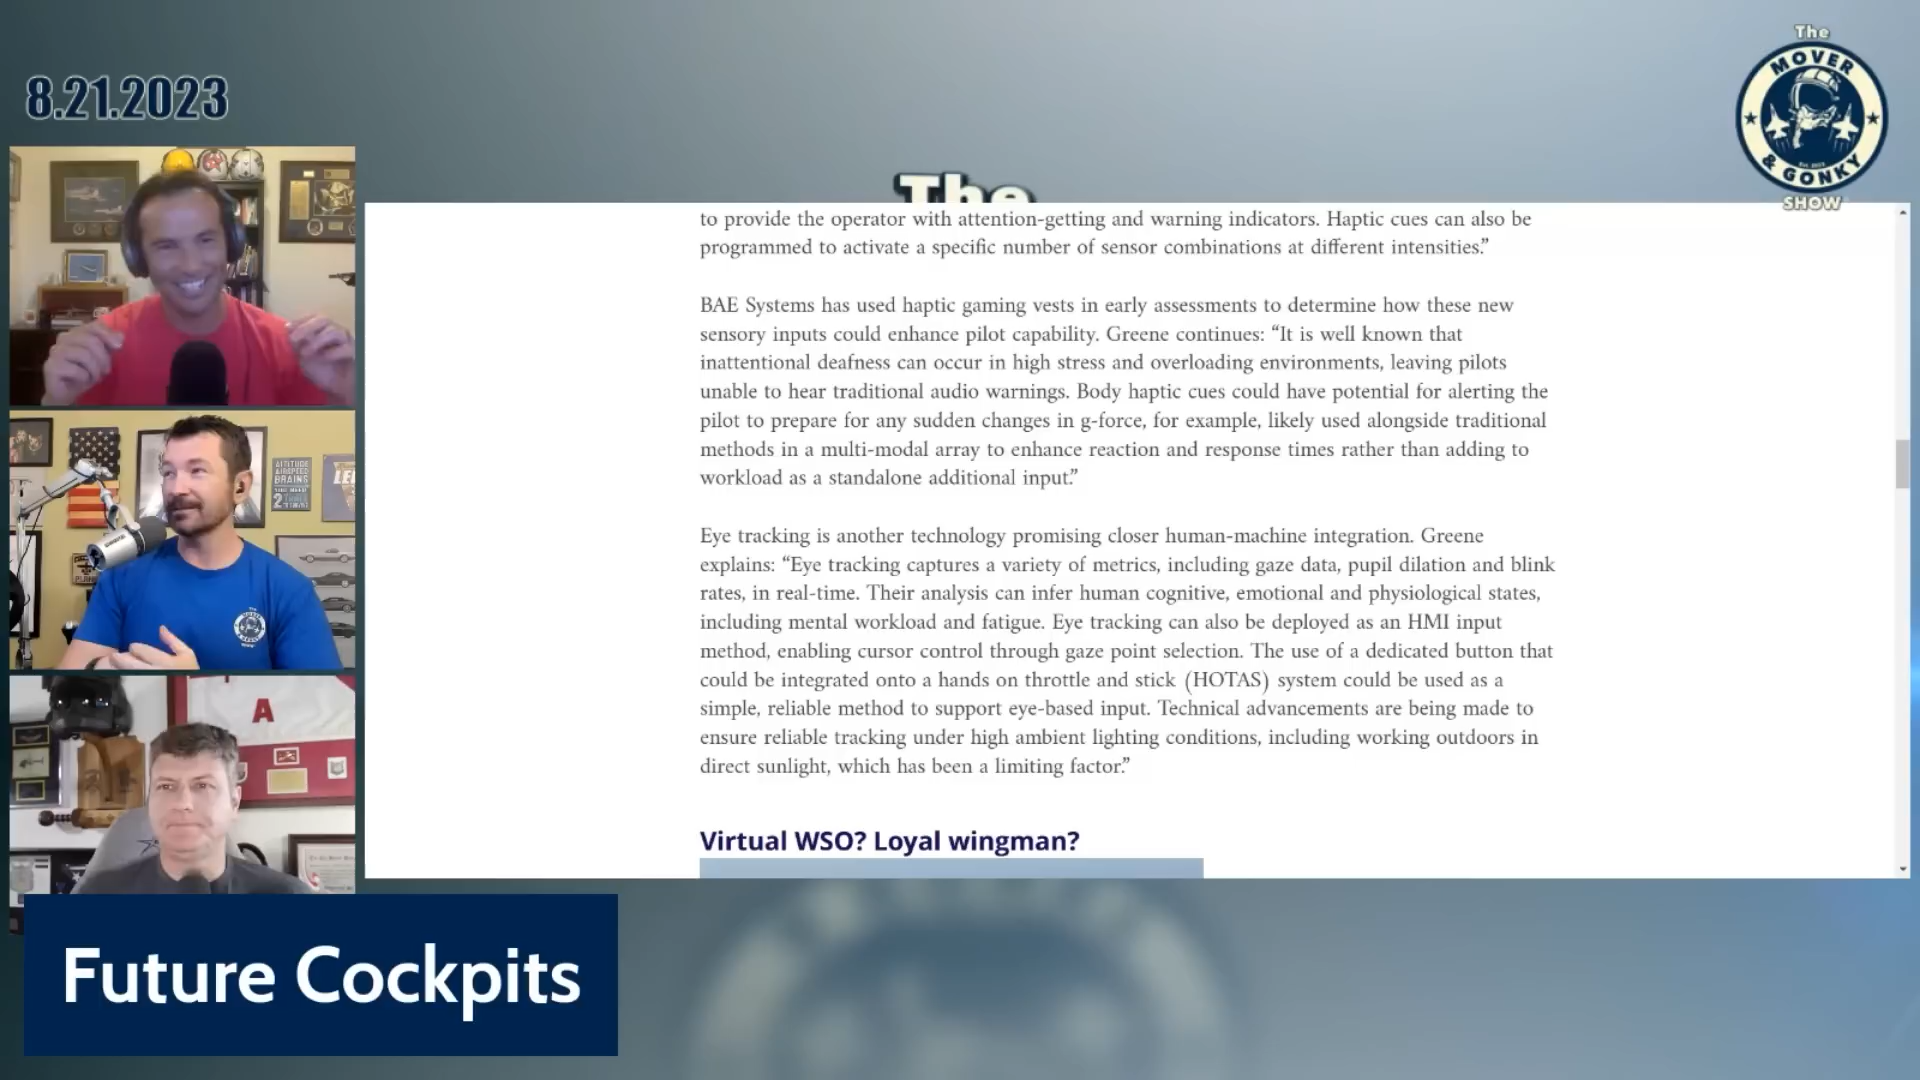 8.21.2023
The
MOVER
& GONKY
SHOW
The
to provide the operator with attention-getting and warning indicators. Haptic cues can also be
programmed to activate a specific number of sensor combinations at different intensities.”
BAE Systems has used haptic gaming vests in early assessments to determine how these new
sensory inputs could enhance pilot capability. Greene continues: “It is well known that
inattentional deafness can occur in high stress and overloading environments, leaving pilots
unable to hear traditional audio warnings. Body haptic cues could have potential for alerting the
pilot to prepare for any sudden changes in g-force, for example, likely used alongside traditional
methods in a multi-modal array to enhance reaction and response times rather than adding to
workload as a standalone additional input.”
Eye tracking is another technology promising closer human-machine integration. Greene
explains: “Eye tracking captures a variety of metrics, including gaze data, pupil dilation and blink
rates, in real-time. Their analysis can infer human cognitive, emotional and physiological states,
including mental workload and fatigue. Eye tracking can also be deployed as an HMI input
method, enabling cursor control through gaze point selection. The use of a dedicated button that
could be integrated onto a hands on throttle and stick (HOTAS) system could be used as a
simple, reliable method to support eye-based input. Technical advancements are being made to
ensure reliable tracking under high ambient lighting conditions, including working outdoors in
direct sunlight, which has been a limiting factor.”
Virtual WSO? Loyal wingman?
ATTITUDE
AIRSPEED
BRAINS
A
Future Cockpits